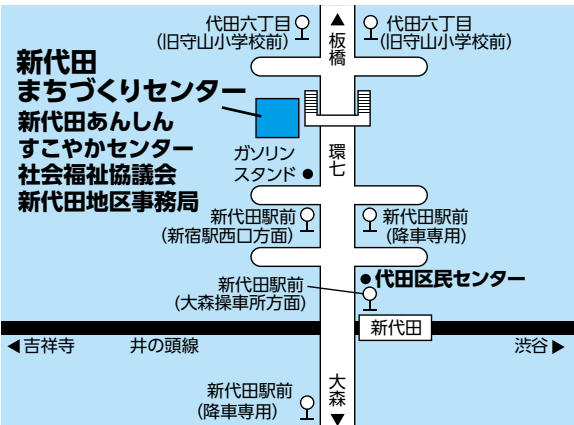 代田六丁目
(旧守山小学校前)
▲
板橋
代田六丁目
(旧守山小学校前)
新代田
まちづくりセンター
新代田あんしん
すこやかセンター
社会福祉協議会
新代田地区事務局
ガソリン
スタンド●
環七
新代田駅前
(新宿駅西口方面)
新代田駅前
(降車専用)
●代田区民センター
新代田駅前
(大森操車所方面)
新代田
◀吉祥寺
井の頭線
渋谷▶
新代田駅前
(降車専用)
大森
▼